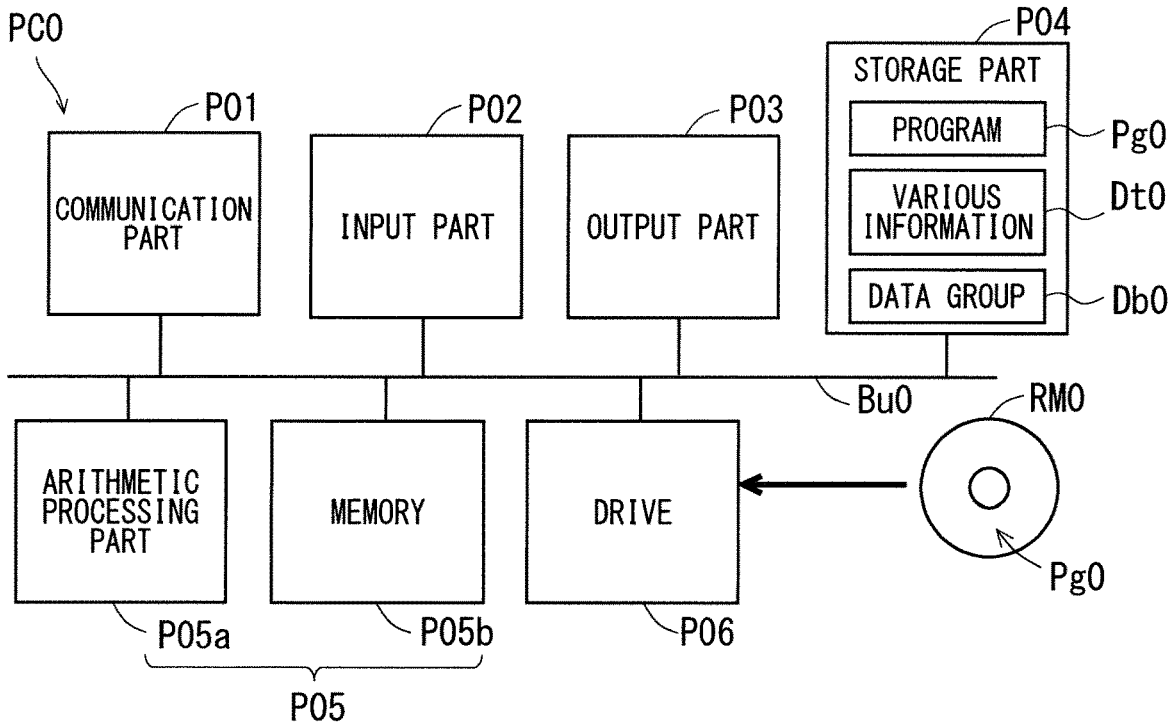 PC0
P01
P02
P03
P04
COMMUNICATION
PART
INPUT PART
OUTPUT PART
STORAGE PART
PROGRAM
Pg0
VARIOUS
INFORMATION
Dt0
DATA GROUP
Db0
Bu0
RM0
ARITHMETIC
PROCESSING
PART
MEMORY
DRIVE
Pg0
P05a
P05b
P06
P05